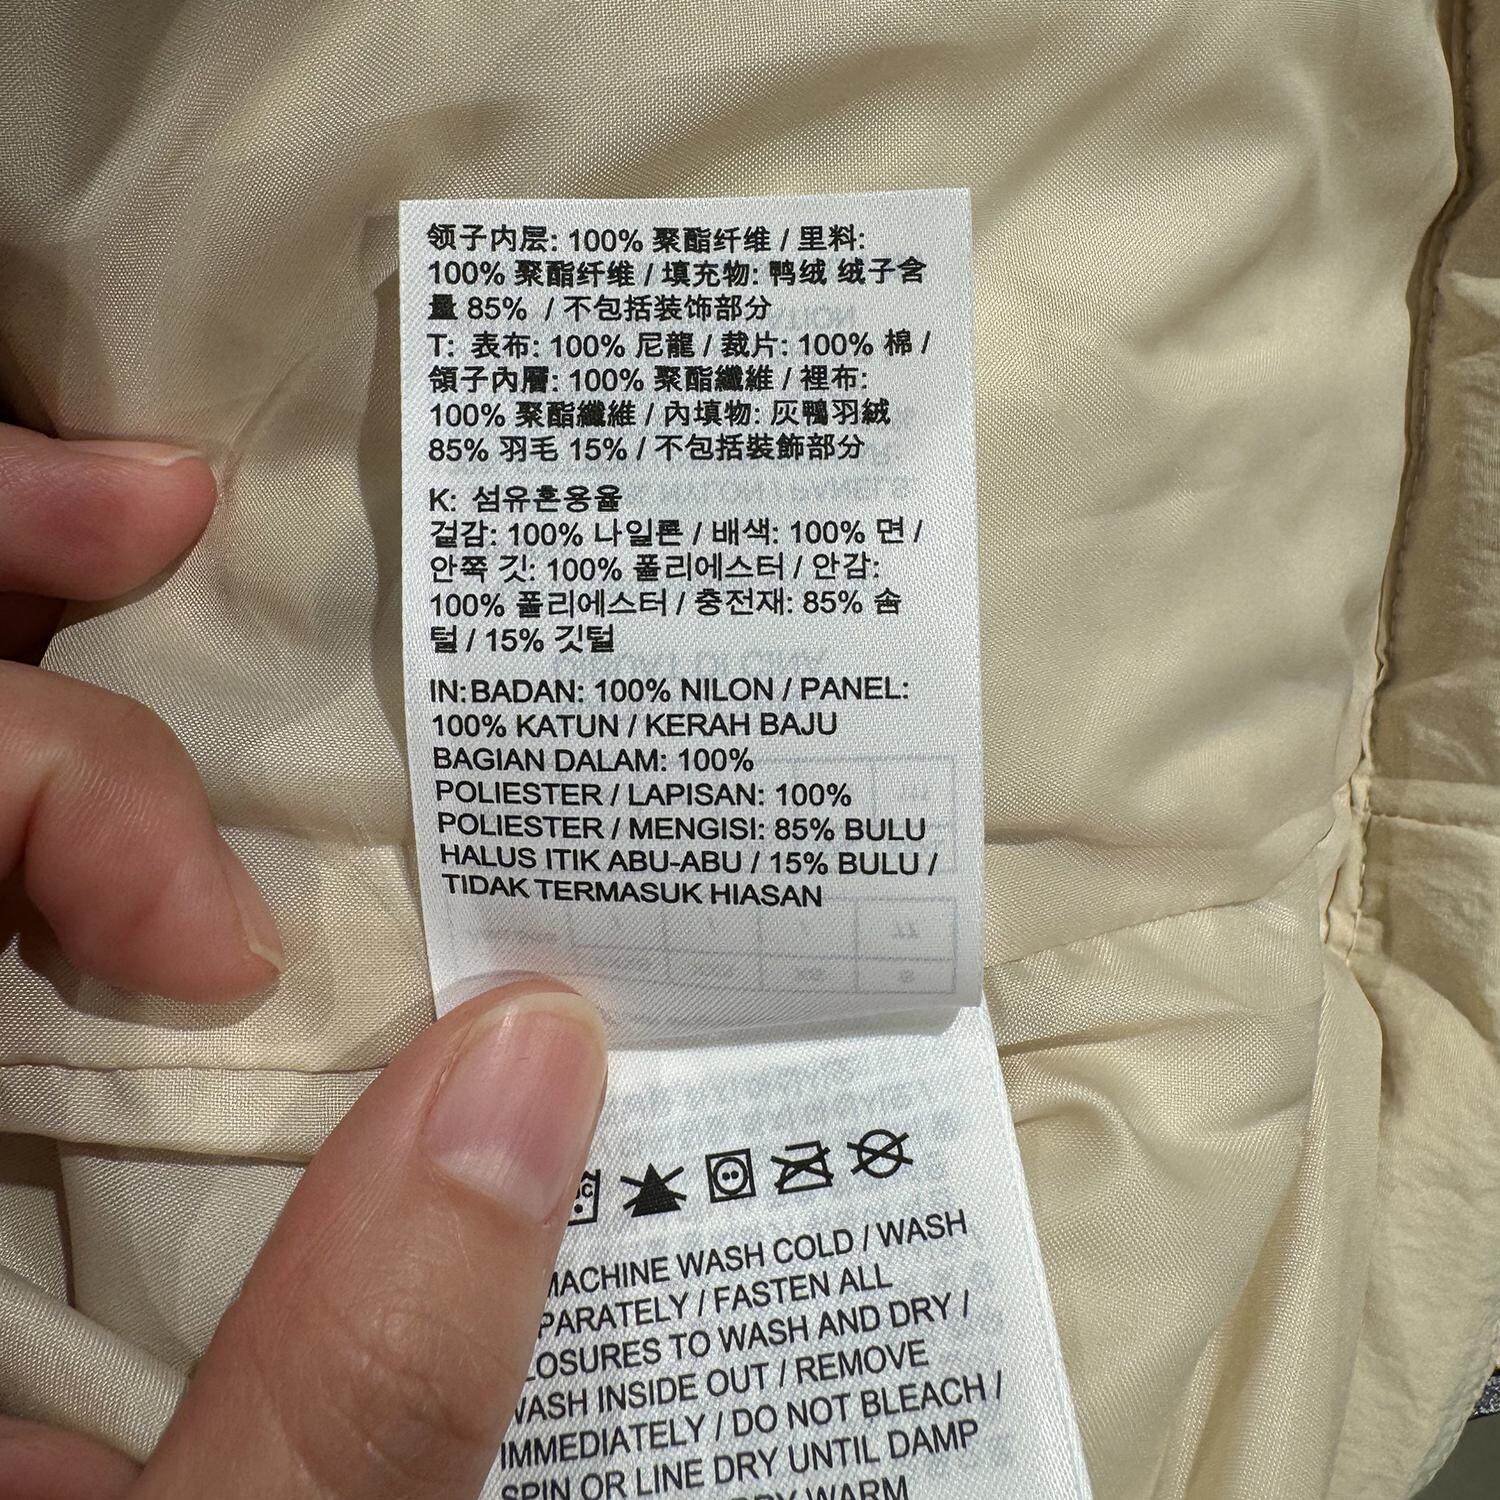 领子内层: 100% 聚酯纤维 / 里料:
100% 聚酯纤维 / 填充物: 鸭绒 绒子含
量 85% / 不包括装饰部分
T: 表布: 100% 尼龍 / 裁片: 100% 棉 /
領子內層: 100% 聚酯纖維 / 裡布:
100% 聚酯纖維 / 內填物: 灰鴨羽絨
85% 羽毛 15% / 不包括裝飾部分
K: 섬유혼용율
겉감: 100% 나일론 / 배색: 100% 면 /
안쪽 깃: 100% 폴리에스터 / 안감:
100% 폴리에스터 / 충전재: 85% 솜
털 / 15% 깃털
IN: BADAN: 100% NILON / PANEL:
100% KATUN / KERAH BAJU
BAGIAN DALAM: 100%
POLIESTER / LAPISAN: 100%
POLIESTER / MENGISI: 85% BULU
HALUS ITIK ABU-ABU / 15% BULU /
TIDAK TERMASUK HIASAN
MACHINE WASH COLD / WASH
PARATELY / FASTEN ALL
LOSURES TO WASH AND DRY /
WASH INSIDE OUT / REMOVE
IMMEDIATELY / DO NOT BLEACH /
SPIN OR LINE DRY UNTIL DAMP
DRY WARM